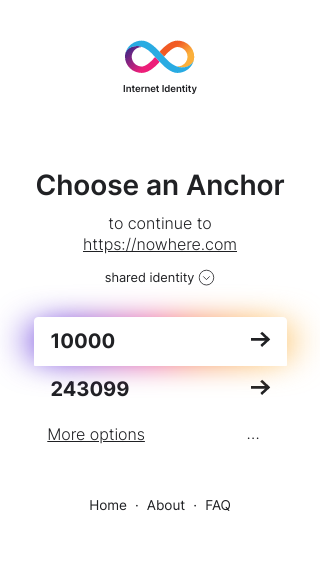 Internet Identity
Choose an Anchor
to continue to
https://nowhere.com
shared identity
10000
243099
More options ...
Home · About · FAQ